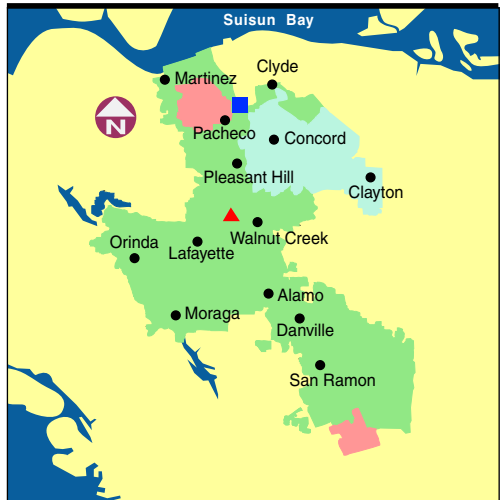 Suisun Bay
Clyde
Martinez
N
Pacheco
Concord
Pleasant Hill
Clayton
Walnut Creek
Orinda
Lafayette
Alamo
Moraga
Danville
San Ramon